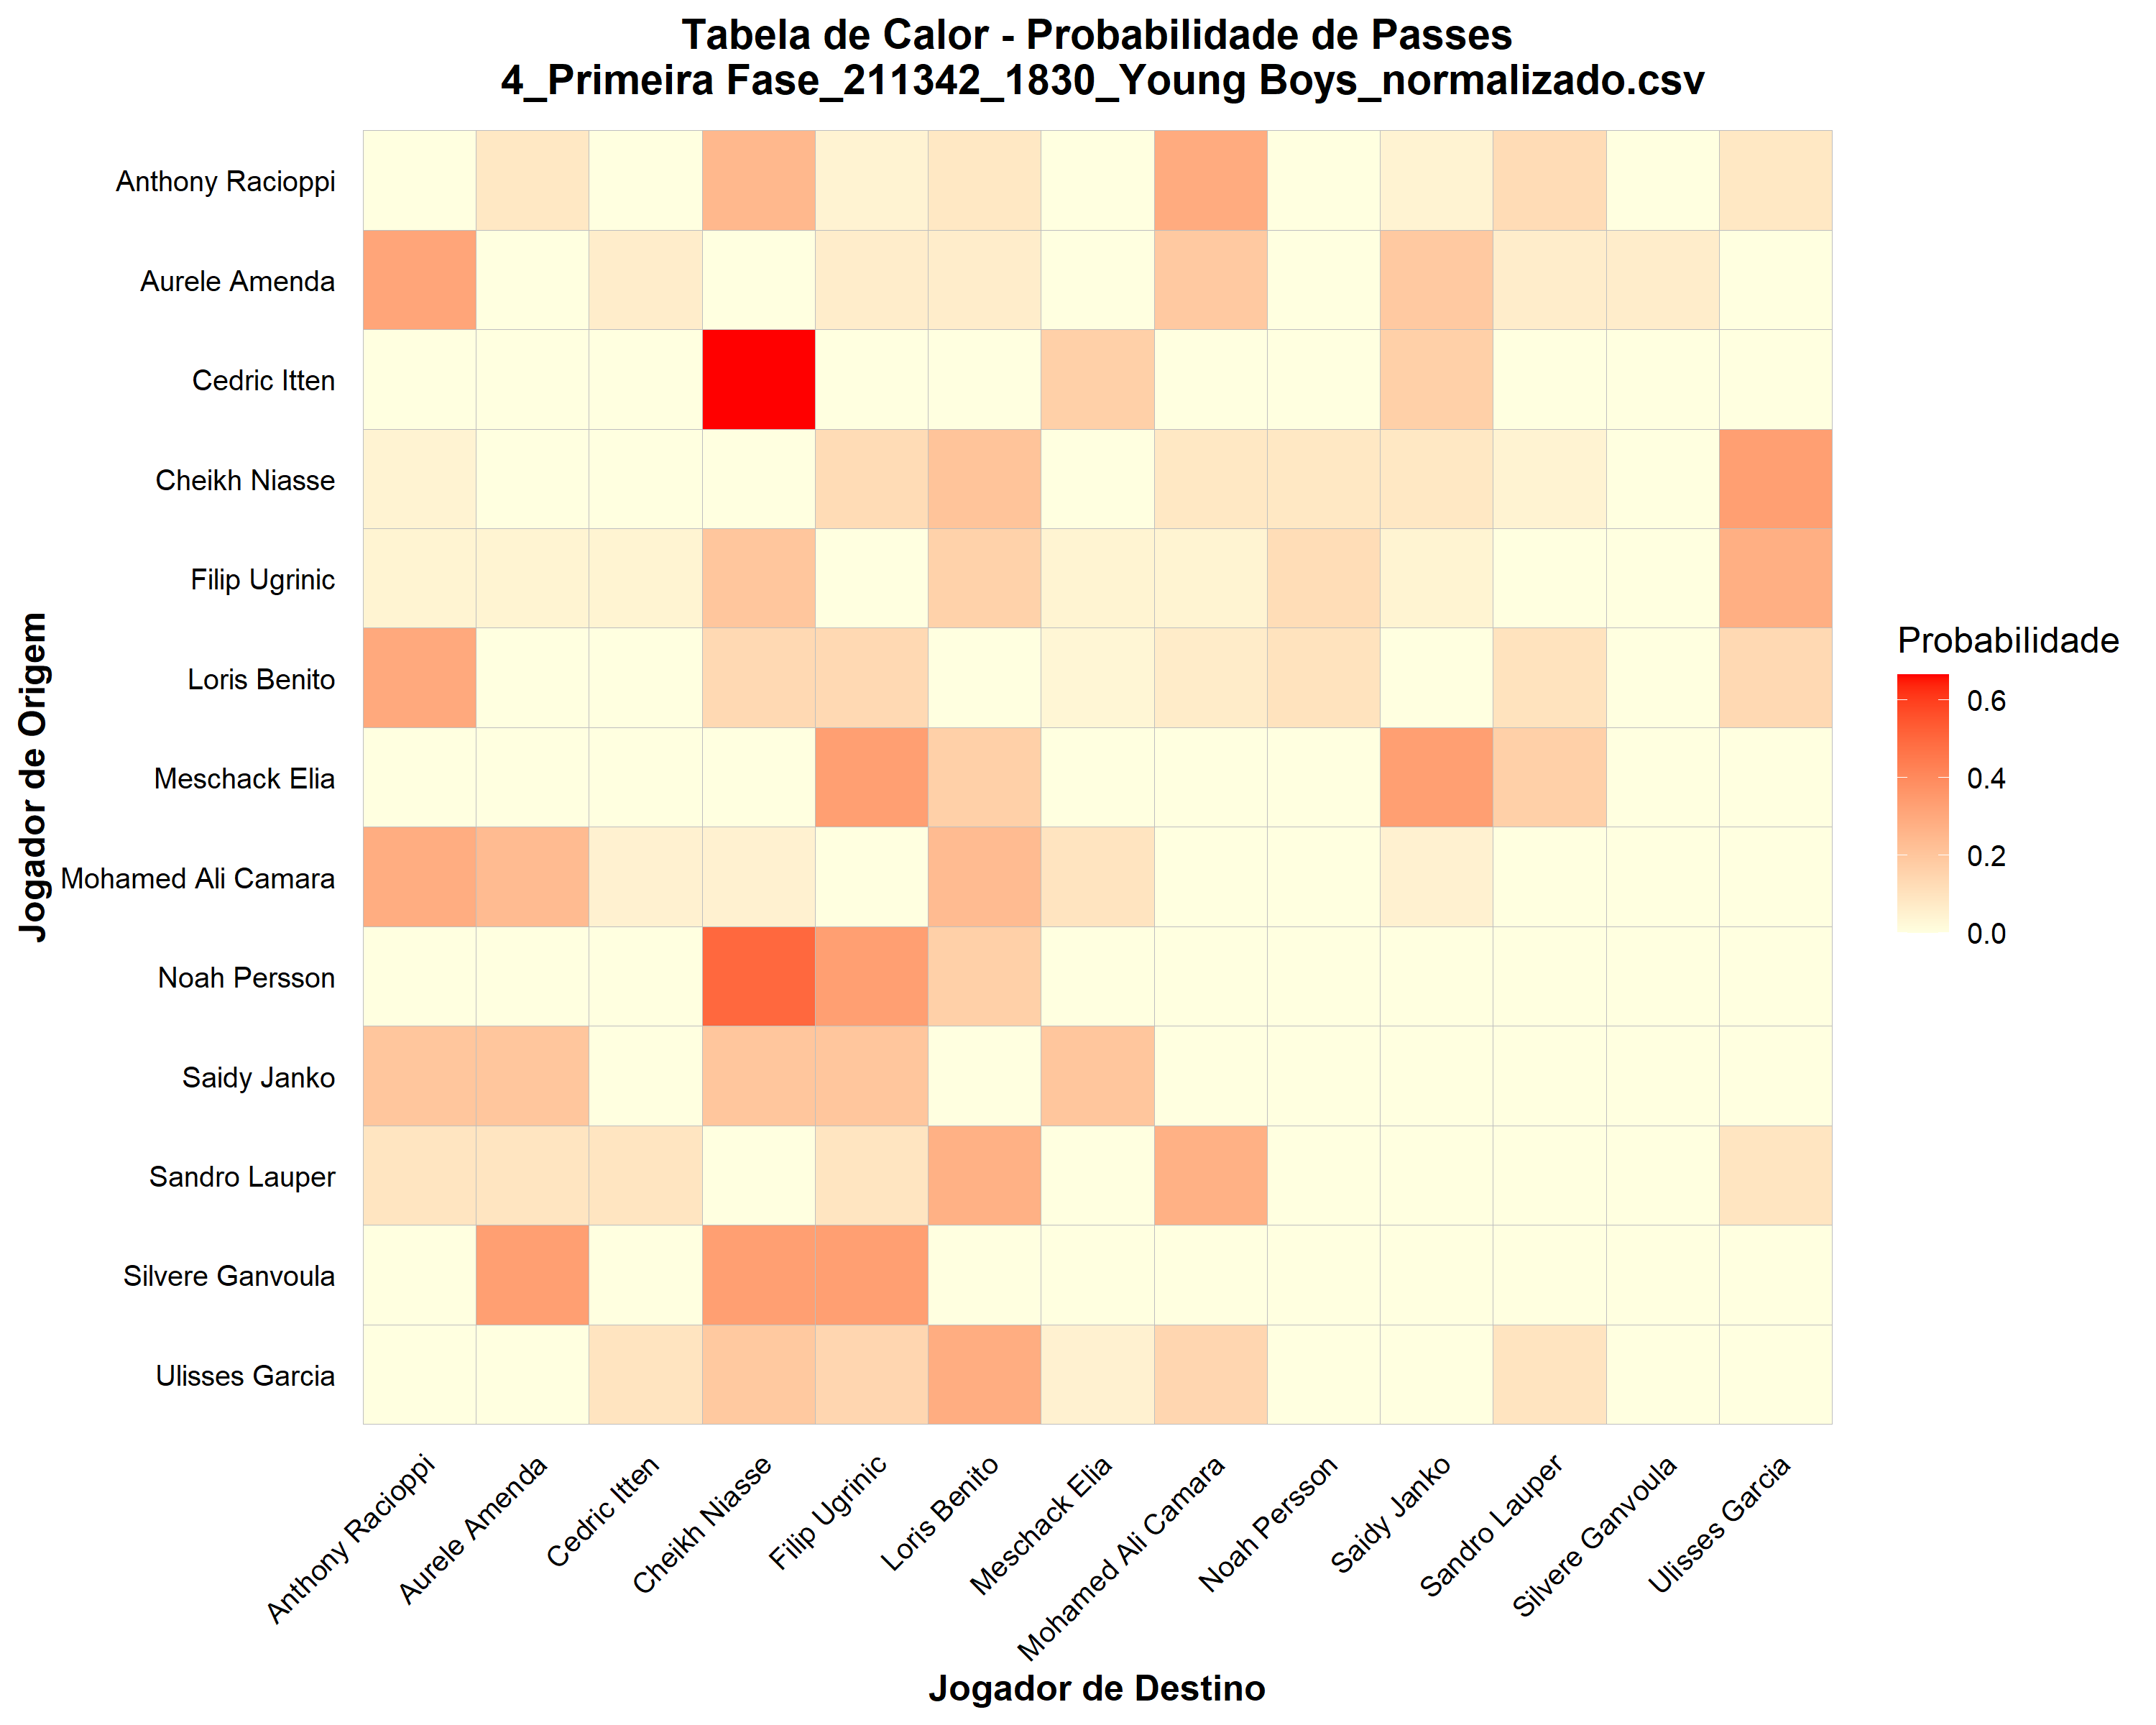 Tabela de Calor - Probabilidade de Passes
4_Primeira Fase_211342_1830_Young Boys_normalizado.csv
Jogador de Origem
Anthony Racioppi
Aurele Amenda
Cedric Itten
Cheikh Niasse
Filip Ugrinic
Loris Benito
Meschack Elia
Mohamed Ali Camara
Noah Persson
Saidy Janko
Sandro Lauper
Silvere Ganvoula
Ulisses Garcia
Anthony Racioppi
Aurele Amenda
Cedric Itten
Cheikh Niasse
Filip Ugrinic
Loris Benito
Meschack Elia
Mohamed Ali Camara
Noah Persson
Saidy Janko
Sandro Lauper
Silvere Ganvoula
Ulisses Garcia
Jogador de Destino
Probabilidade
0.6
0.4
0.2
0.0